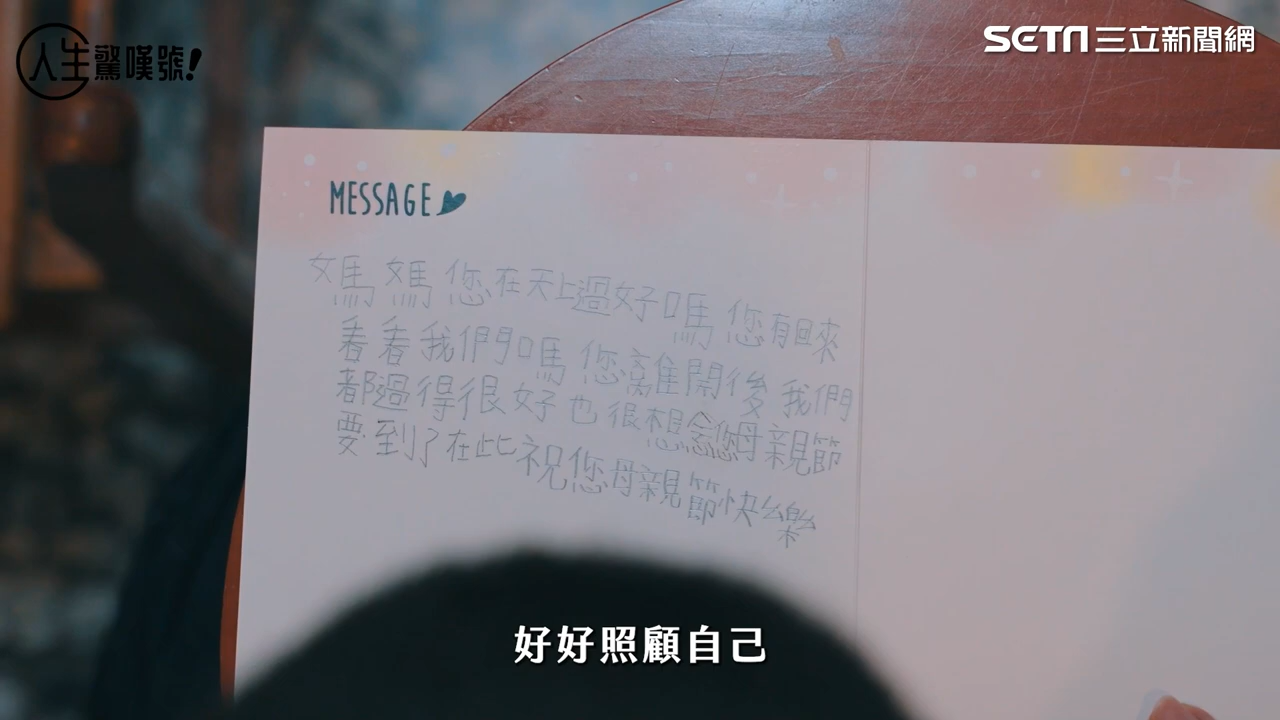 人生驚嘆號!
SETN三立新聞網
MESSAGE
媽媽您在天上過好嗎您有回來
看看我們嗎您離開後我們
都過得很好也很想念您母親節
要到了在此祝您母親節快樂
好好照顧自己